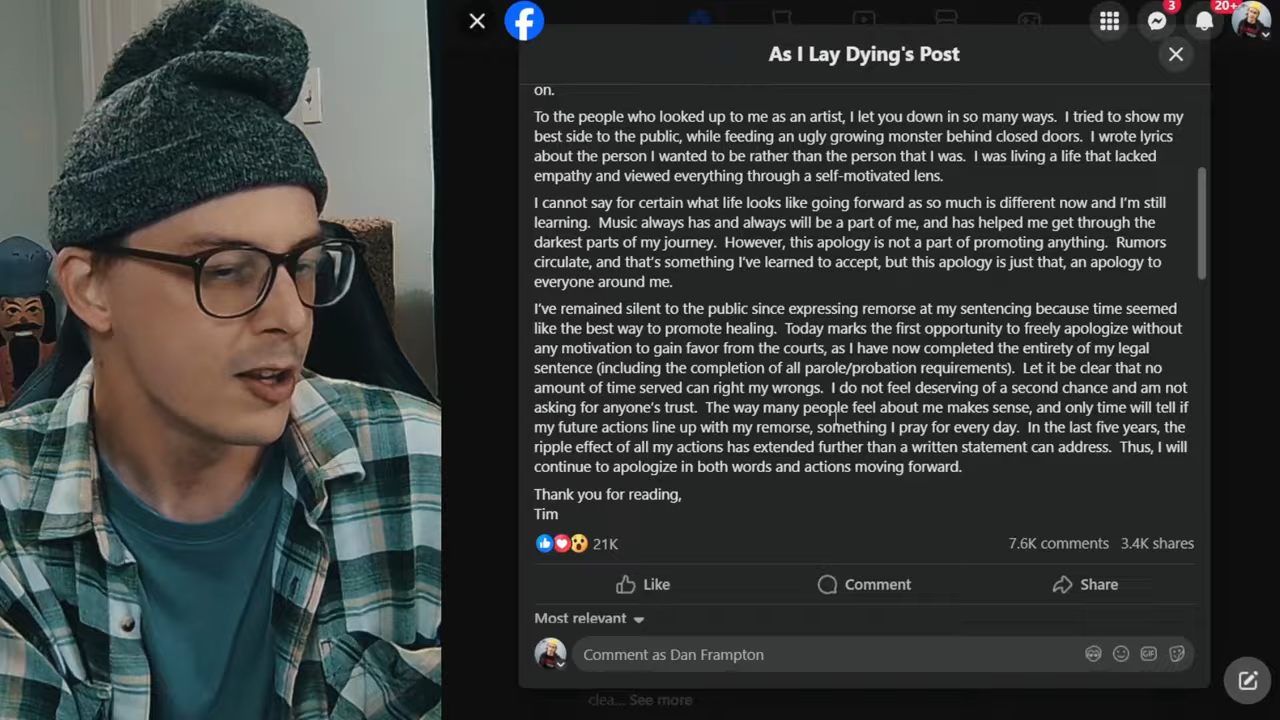 3
20+
As I Lay Dying's Post
on.
To the people who looked up to me as an artist, I let you down in so many ways. I tried to show my
best side to the public, while feeding an ugly growing monster behind closed doors. I wrote lyrics
about the person I wanted to be rather than the person that I was. I was living a life that lacked
empathy and viewed everything through a self-motivated lens.
I cannot say for certain what life looks like going forward as so much is different now and I'm still
learning. Music always has and always will be a part of me, and has helped me get through the
darkest parts of my journey. However, this apology is not a part of promoting anything. Rumors
circulate, and that's something I've learned to accept, but this apology is just that, an apology to
everyone around me.
I've remained silent to the public since expressing remorse at my sentencing because time seemed
like the best way to promote healing. Today marks the first opportunity to freely apologize without
any motivation to gain favor from the courts, as I have now completed the entirety of my legal
sentence (including the completion of all parole/probation requirements). Let it be clear that no
amount of time served can right my wrongs. I do not feel deserving of a second chance and am not
asking for anyone's trust. The way many people feel about me makes sense, and only time will tell if
my future actions line up with my remorse, something I pray for every day. In the last five years, the
ripple effect of all my actions has extended further than a written statement can address. Thus, I will
continue to apologize in both words and actions moving forward.
Thank you for reading,
Tim
21K
7.6K comments 3.4K shares
Like Comment Share
Most relevant
Comment as Dan Frampton
GIF
clea... See more